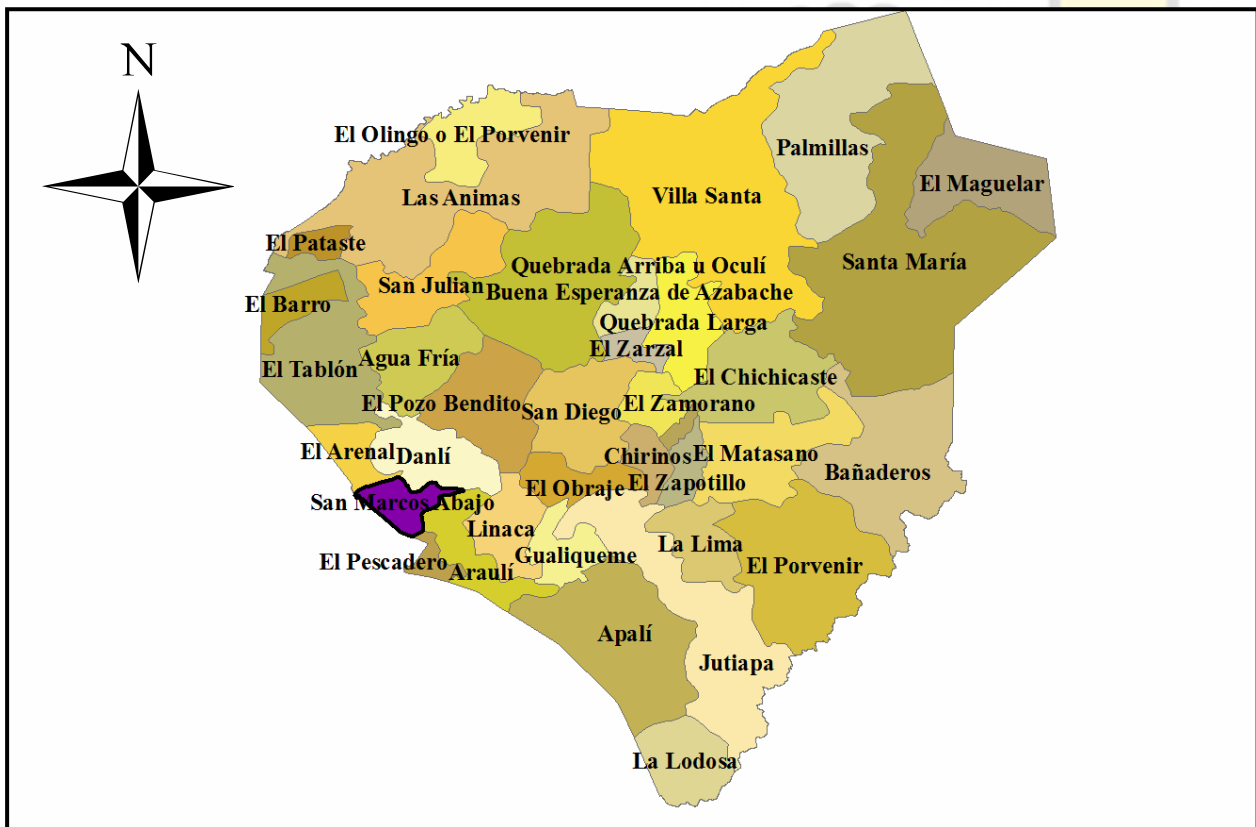 N
El Olingo o El Porvenir
Palmillas
El Maguelar
Las Animas
Villa Santa
El Pataste
Santa María
Quebrada Arriba u Oculí
San Julian
Buena Esperanza de Azabache
El Barro
Quebrada Larga
El Zarzal
Agua Fría
El Tablón
El Chichicaste
El Pozo Bendito
San Diego
El Zamorano
El Arenal
Danlí
Chirinos
El Matasano
Bañaderos
El Zapotillo
El Obraje
San Marcos Abajo
Linaca
La Lima
Gualiqueme
El Pescadero
Araulí
El Porvenir
Apalí
Jutiapa
La Lodosa